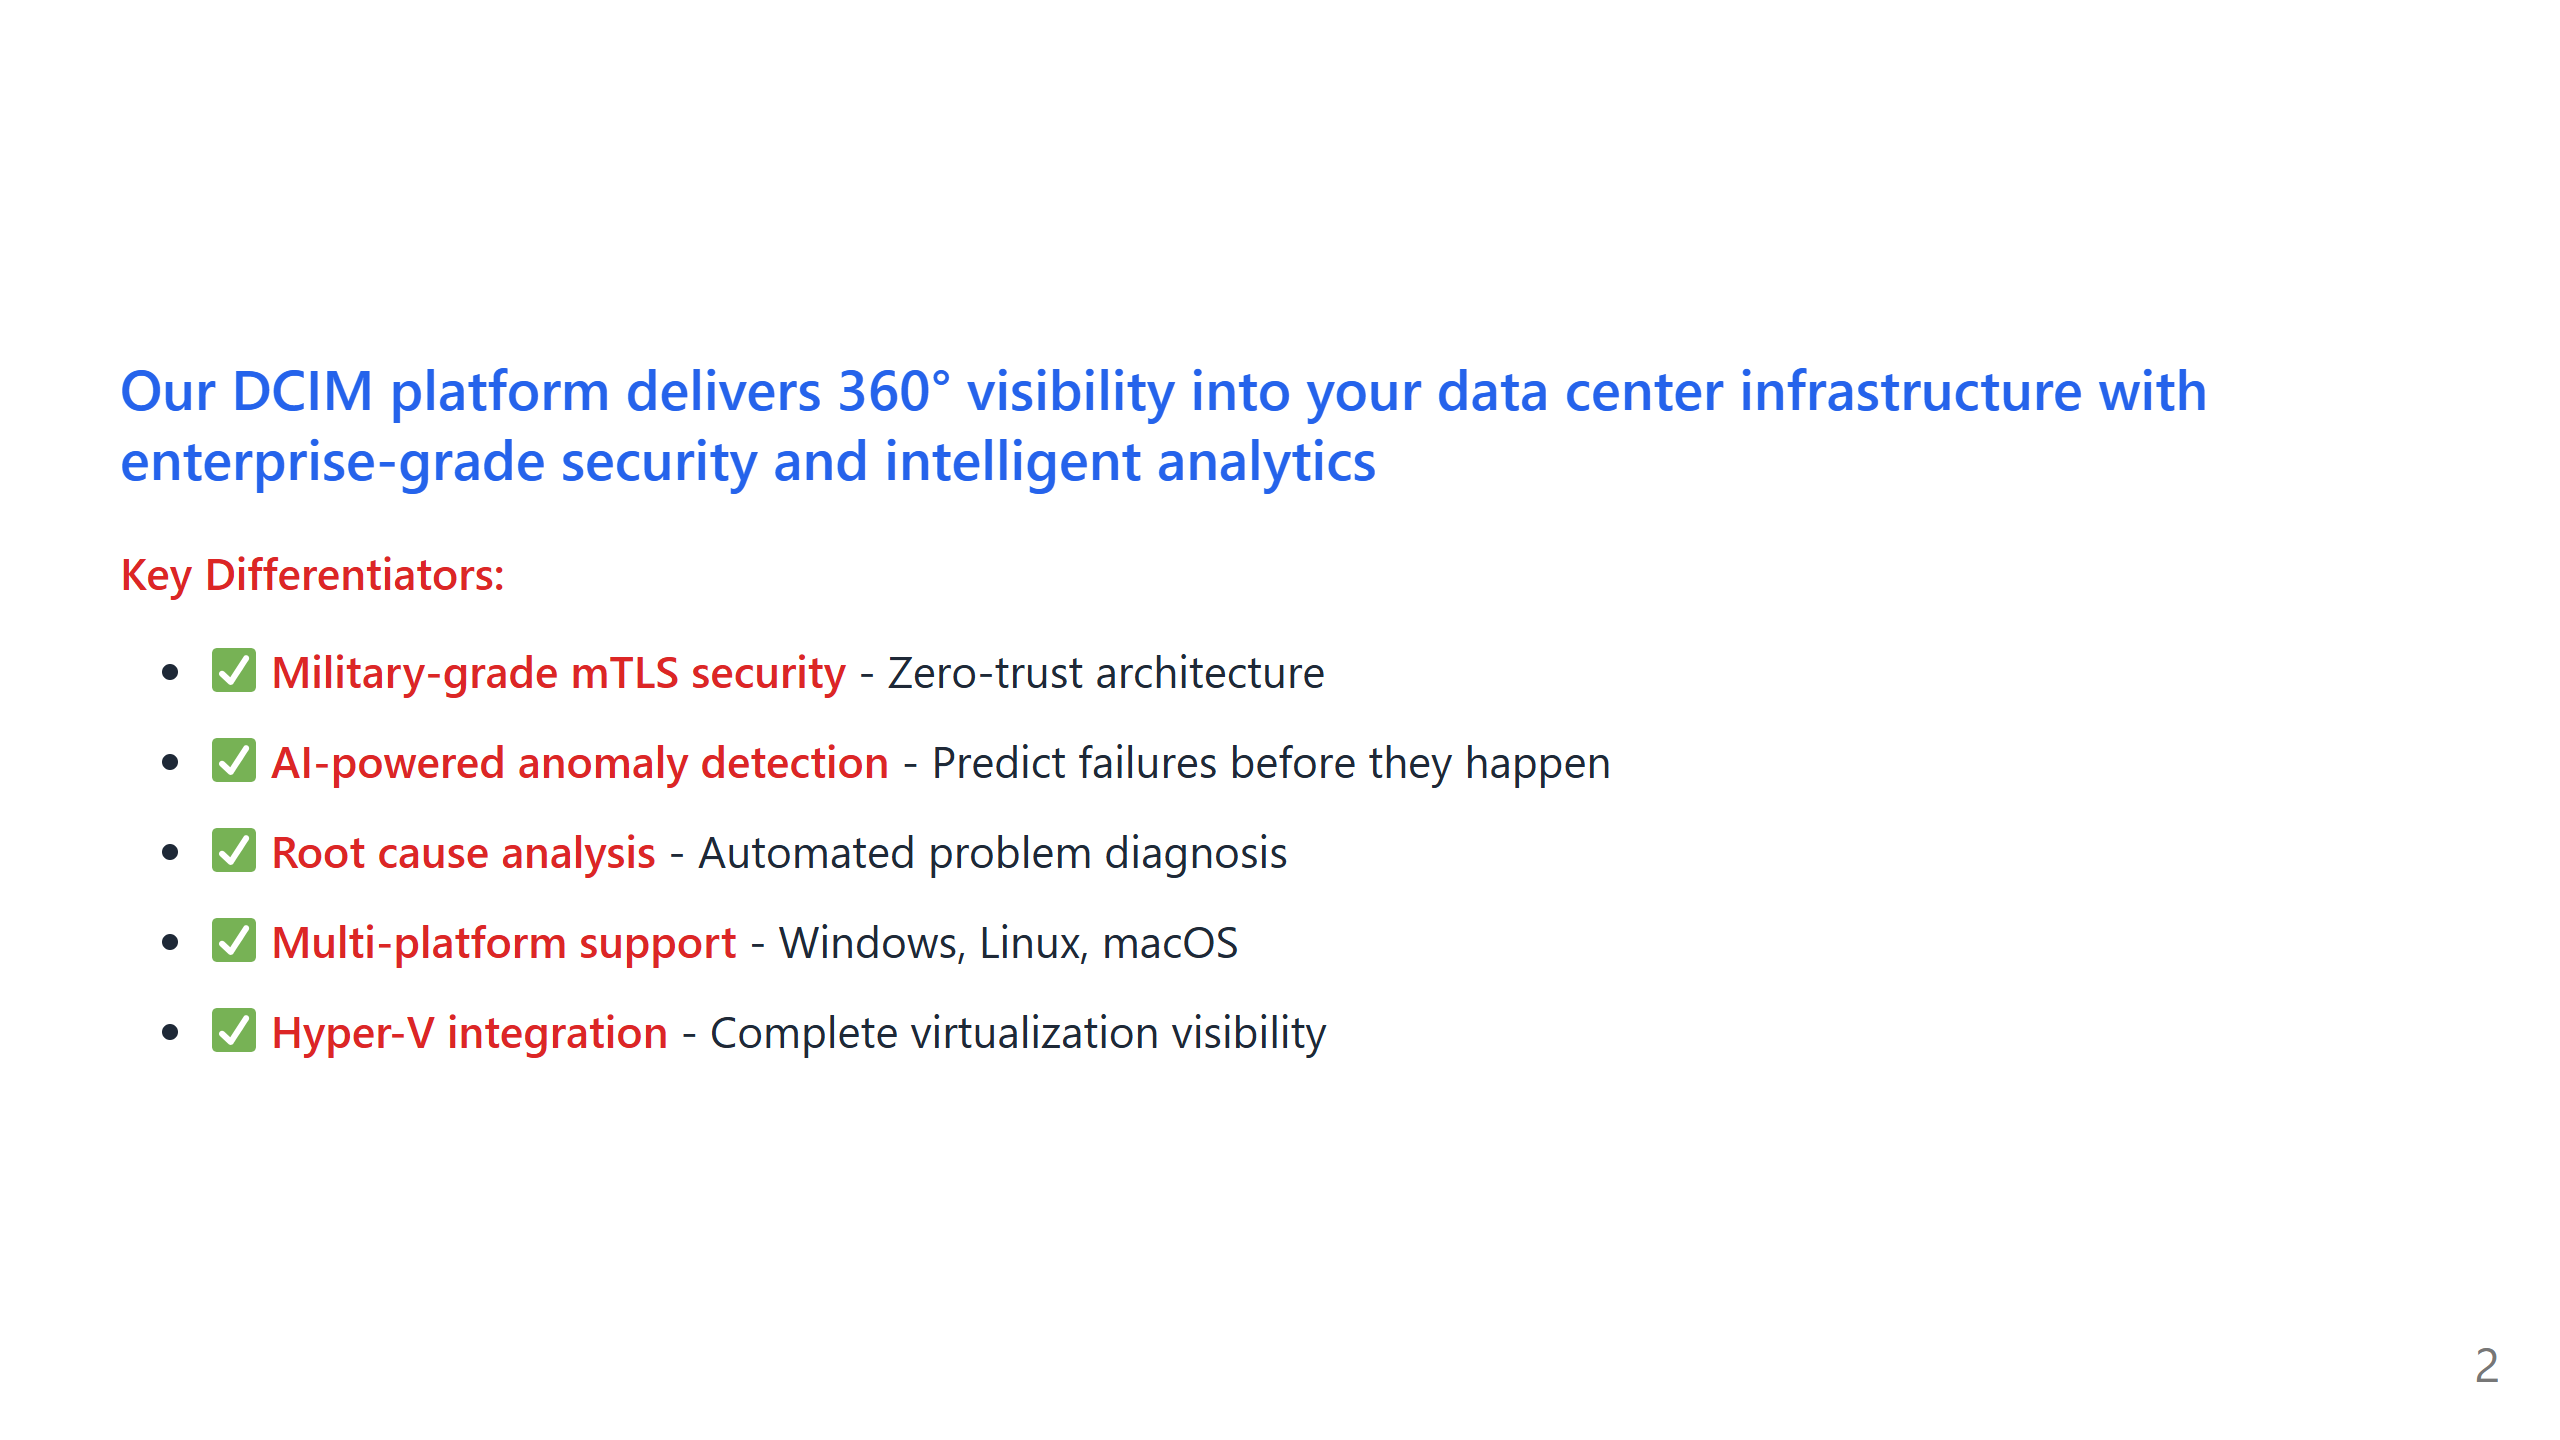 Our DCIM platform delivers 360° visibility into your data center infrastructure with
enterprise-grade security and intelligent analytics
Key Differentiators:
• ✅ Military-grade mTLS security - Zero-trust architecture
• ✅ AI-powered anomaly detection - Predict failures before they happen
• ✅ Root cause analysis - Automated problem diagnosis
• ✅ Multi-platform support - Windows, Linux, macOS
• ✅ Hyper-V integration - Complete virtualization visibility
2